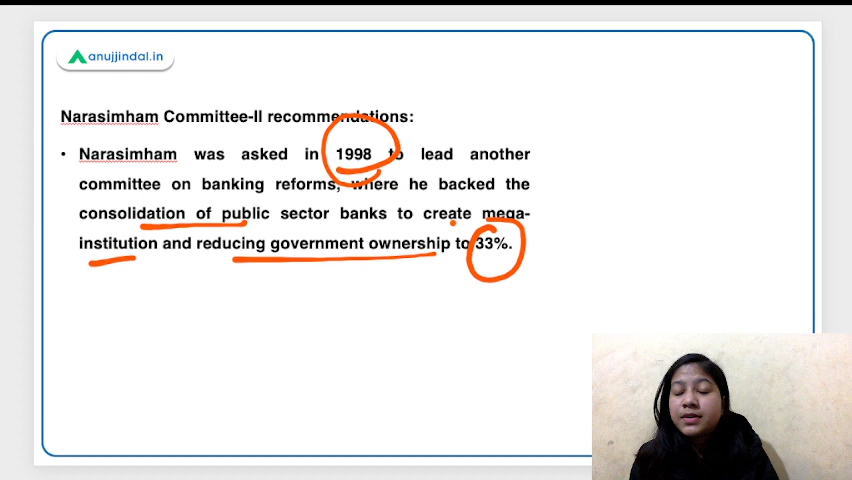 anujjindal.in
Narasimham Committee-II recommendations:
• Narasimham was asked in 1998 to lead another
committee on banking reforms, where he backed the
consolidation of public sector banks to create mega-
institution and reducing government ownership to 33%.